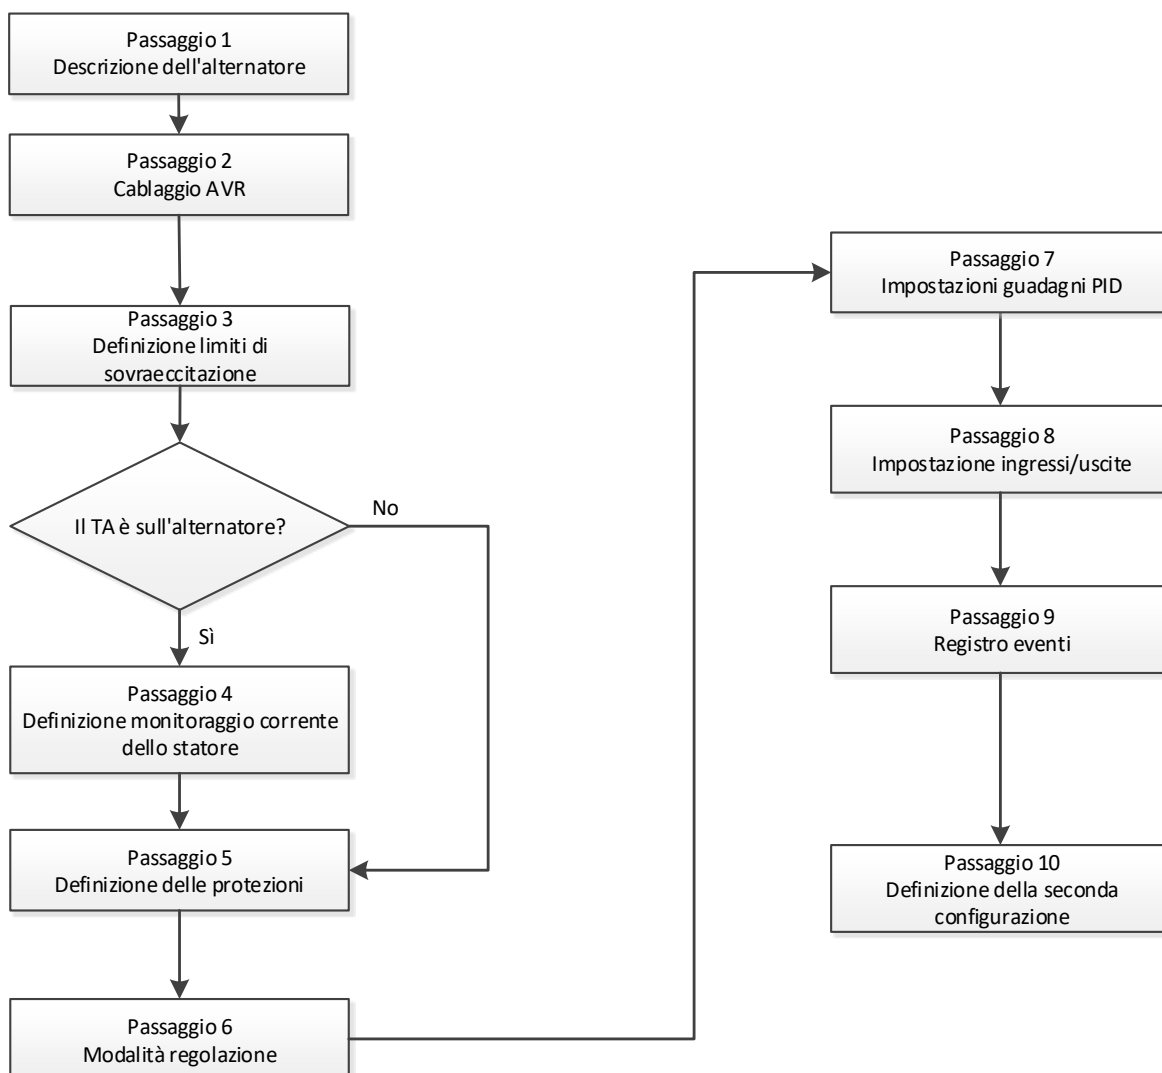 Passaggio 1
Descrizione dell'alternatore
Passaggio 2
Cablaggio AVR
Passaggio 3
Definizione limiti di
sovraeccitazione
Il TA è sull'alternatore?
No
Sì
Passaggio 4
Definizione monitoraggio corrente
dello statore
Passaggio 5
Definizione delle protezioni
Passaggio 6
Modalità regolazione
Passaggio 7
Impostazioni guadagni PID
Passaggio 8
Impostazione ingressi/uscite
Passaggio 9
Registro eventi
Passaggio 10
Definizione della seconda
configurazione